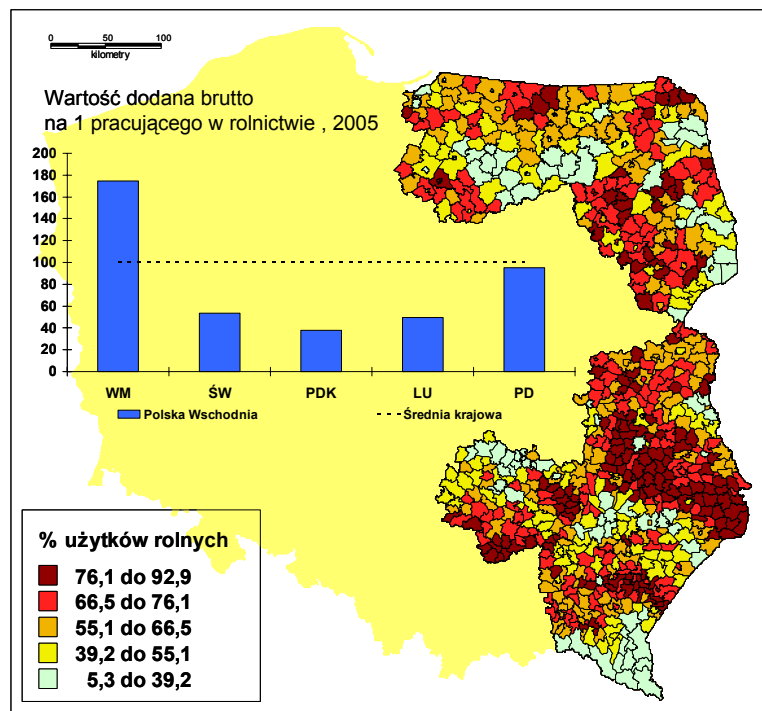 0 50 100
kilometry
Wartość dodana brutto
na 1 pracującego w rolnictwie , 2005
200
180
160
140
120
100
80
60
40
20
0
WM ŚW PDK LU PD
Polska Wschodnia Średnia krajowa
% użytków rolnych
76,1 do 92,9
66,5 do 76,1
55,1 do 66,5
39,2 do 55,1
5,3 do 39,2